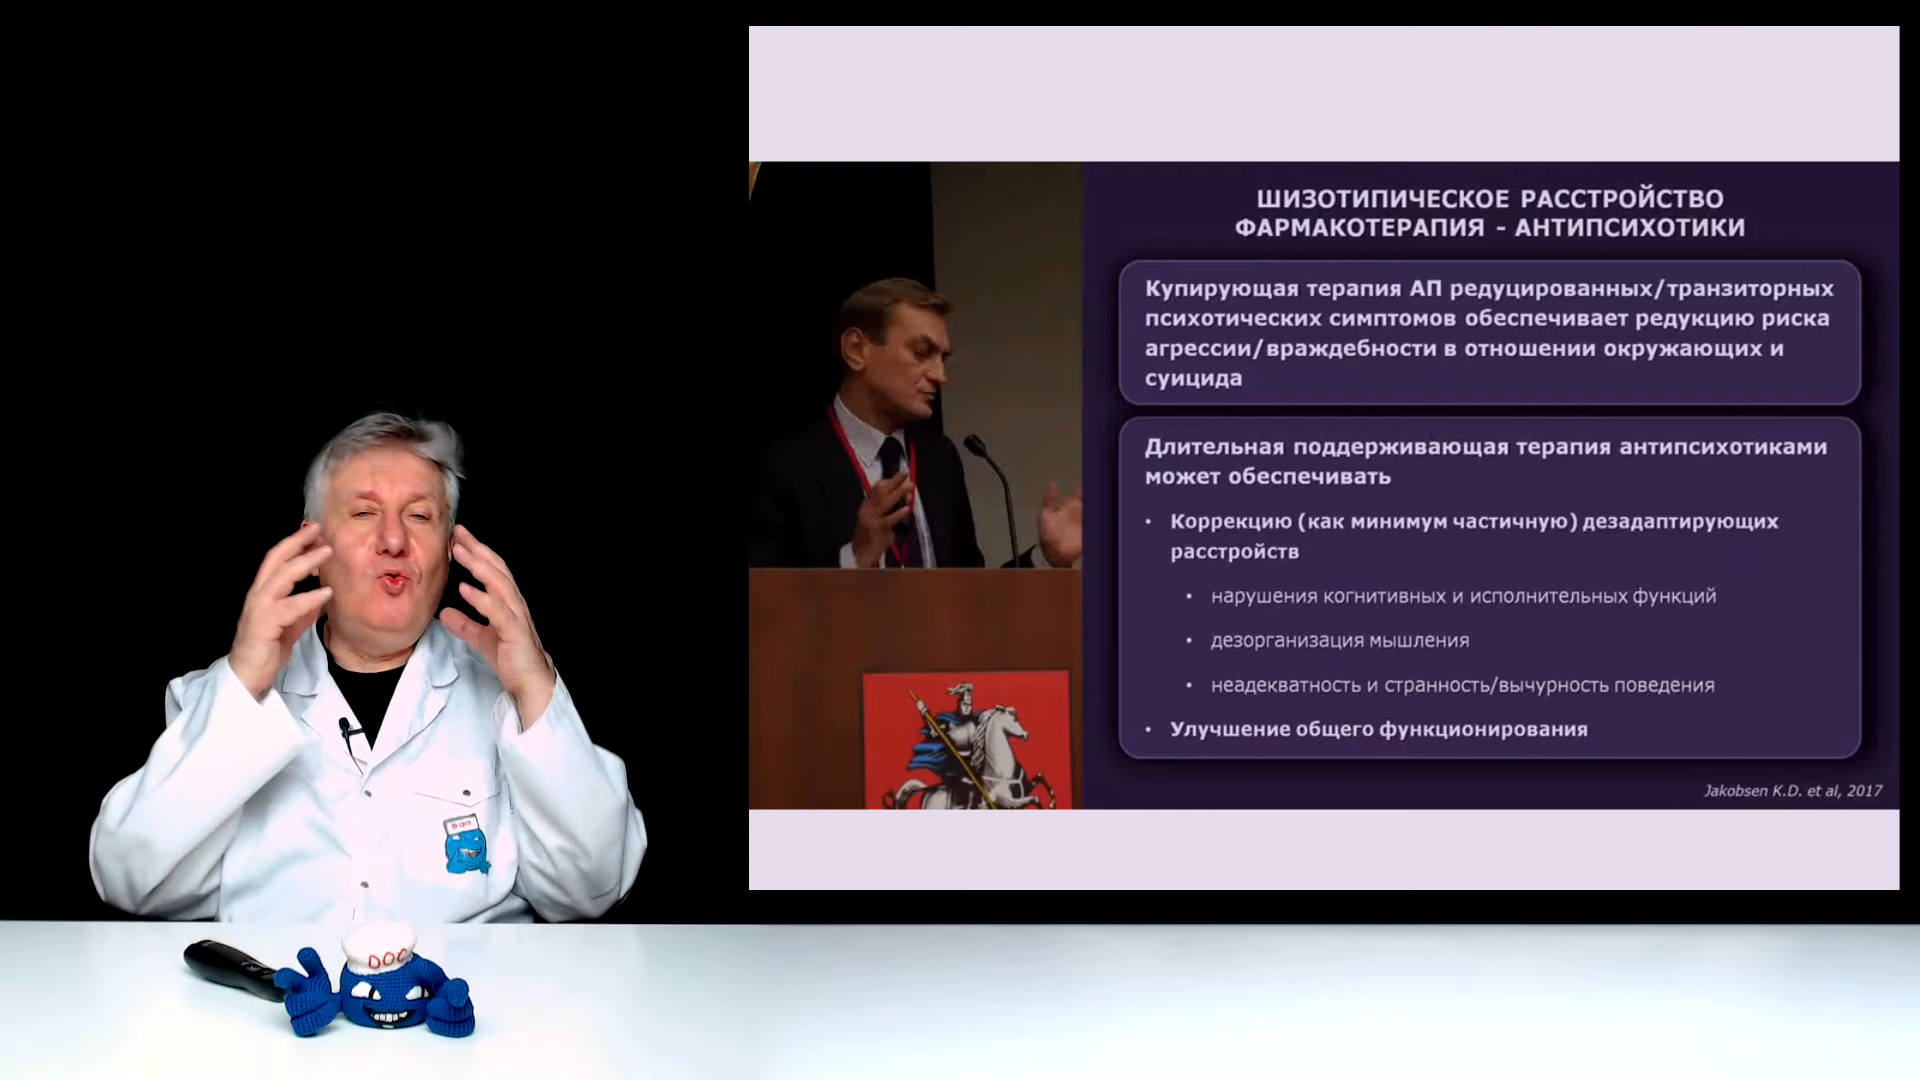 ШИЗОТИПИЧЕСКОЕ РАССТРОЙСТВО
ФАРМАКОТЕРАПИЯ - АНТИПСИХОТИКИ
Купирующая терапия АП редуцированных/транзиторных
психотических симптомов обеспечивает редукцию риска
агрессии/враждебности в отношении окружающих и
суицида
Длительная поддерживающая терапия антипсихотиками
может обеспечивать
• Коррекцию (как минимум частичную) дезадаптирующих
расстройств
• нарушения когнитивных и исполнительных функций
• дезорганизация мышления
• неадекватность и странность/вычурность поведения
• Улучшение общего функционирования
Jakobsen K.D. et al, 2017
DOC